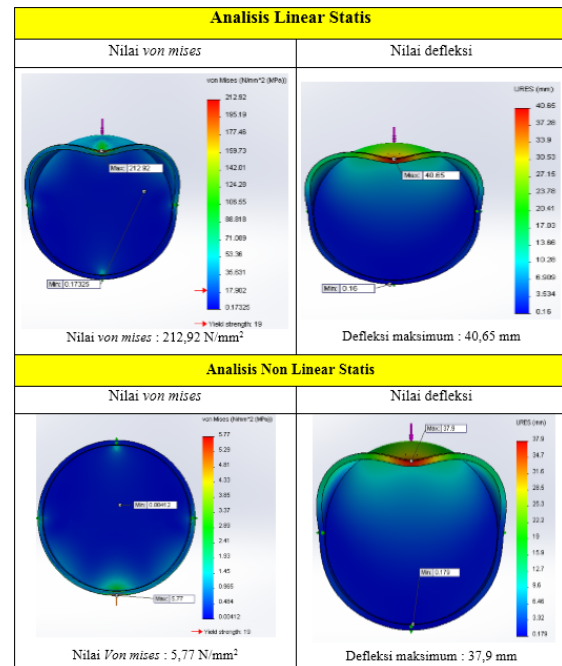 Analisis Linear Statis
Nilai von mises
Nilai defleksi
von Mises (N/mm^2 (MPa))
212.92
195.19
177.46
159.73
142.01
124.28
106.55
88.818
71.089
53.36
35.631
17.902
0.17325
Yield strength: 19
Max: 212.92
Min: 0.17325
URES (mm)
40.65
37.28
33.9
30.53
27.15
23.78
20.41
17.03
13.66
10.28
6.909
3.534
0.16
Max: 40.65
Min: 0.16
Nilai von mises : 212,92 N/mm²
Defleksi maksimum : 40,65 mm
Analisis Non Linear Statis
Nilai von mises
Nilai defleksi
von Mises (N/mm^2 (MPa))
5.77
5.29
4.81
4.33
3.85
3.37
2.89
2.41
1.93
1.45
0.965
0.484
0.00412
Yield strength: 19
Min: 0.00412
Max: 5.77
URES (mm)
37.9
34.7
31.6
28.5
25.3
22.2
19
15.9
12.7
9.6
6.46
3.32
0.179
Max: 37.9
Min: 0.179
Nilai Von mises : 5,77 N/mm²
Defleksi maksimum : 37,9 mm